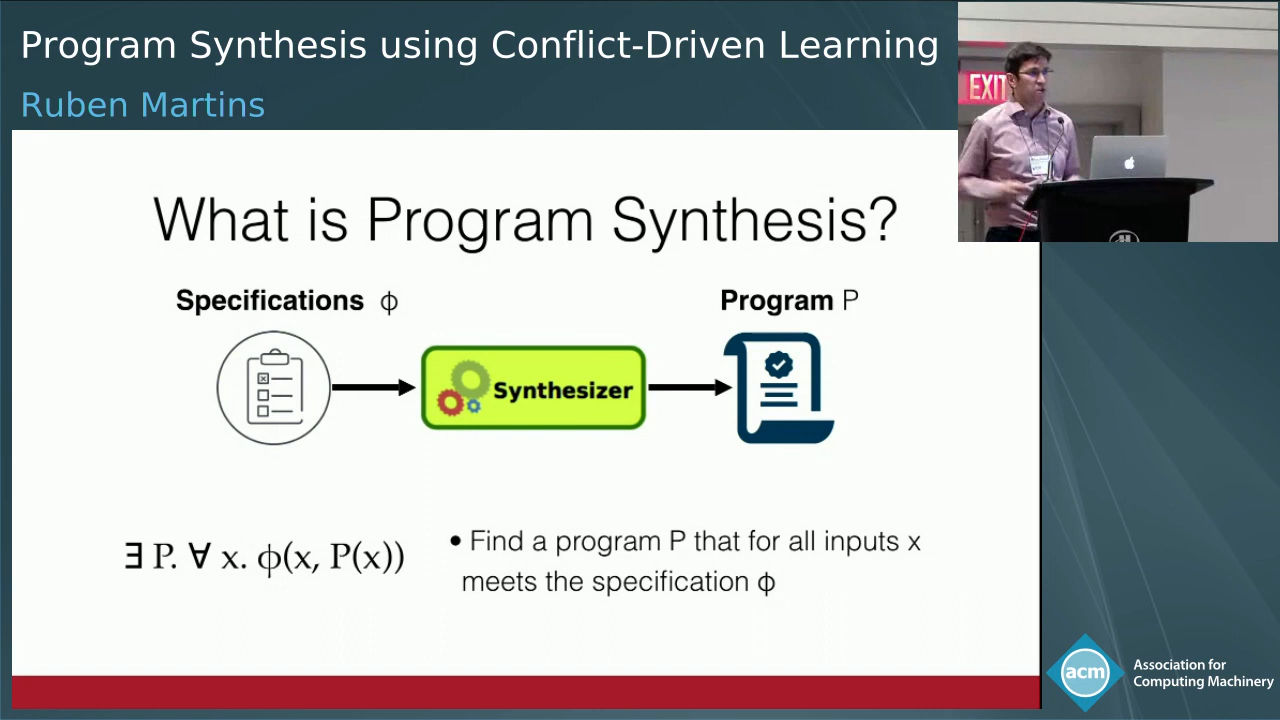 Program Synthesis using Conflict-Driven Learning
Ruben Martins
EXIT
What is Program Synthesis?
Specifications ϕ
Program P
Synthesizer
∃ P. ∀ x. ϕ(x, P(x))
• Find a program P that for all inputs x
meets the specification ϕ
acm
Association for
Computing Machinery